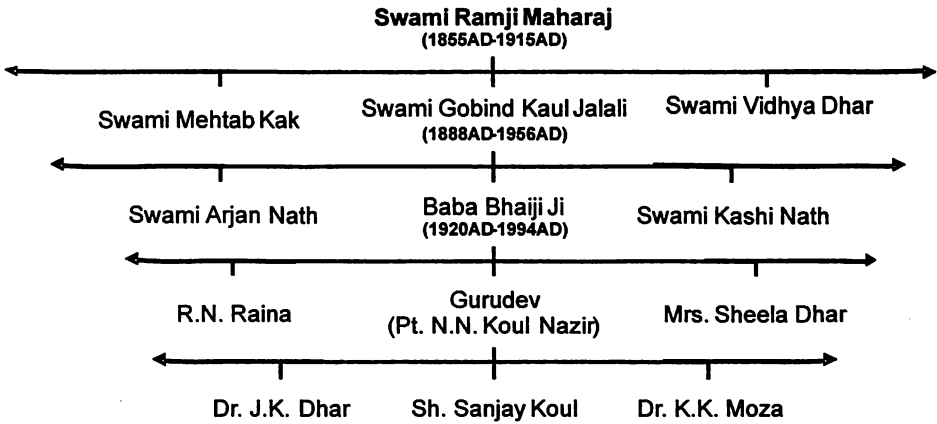 Swami Ramji Maharaj
(1855AD-1915AD)
Swami Mehtab Kak
Swami Gobind Kaul Jalali
(1888AD-1956AD)
Swami Vidhya Dhar
Swami Arjan Nath
Baba Bhaiji Ji
(1920AD-1994AD)
Swami Kashi Nath
R.N. Raina
Gurudev
(Pt. N.N. Koul Nazir)
Mrs. Sheela Dhar
Dr. J.K. Dhar
Sh. Sanjay Koul
Dr. K.K. Moza